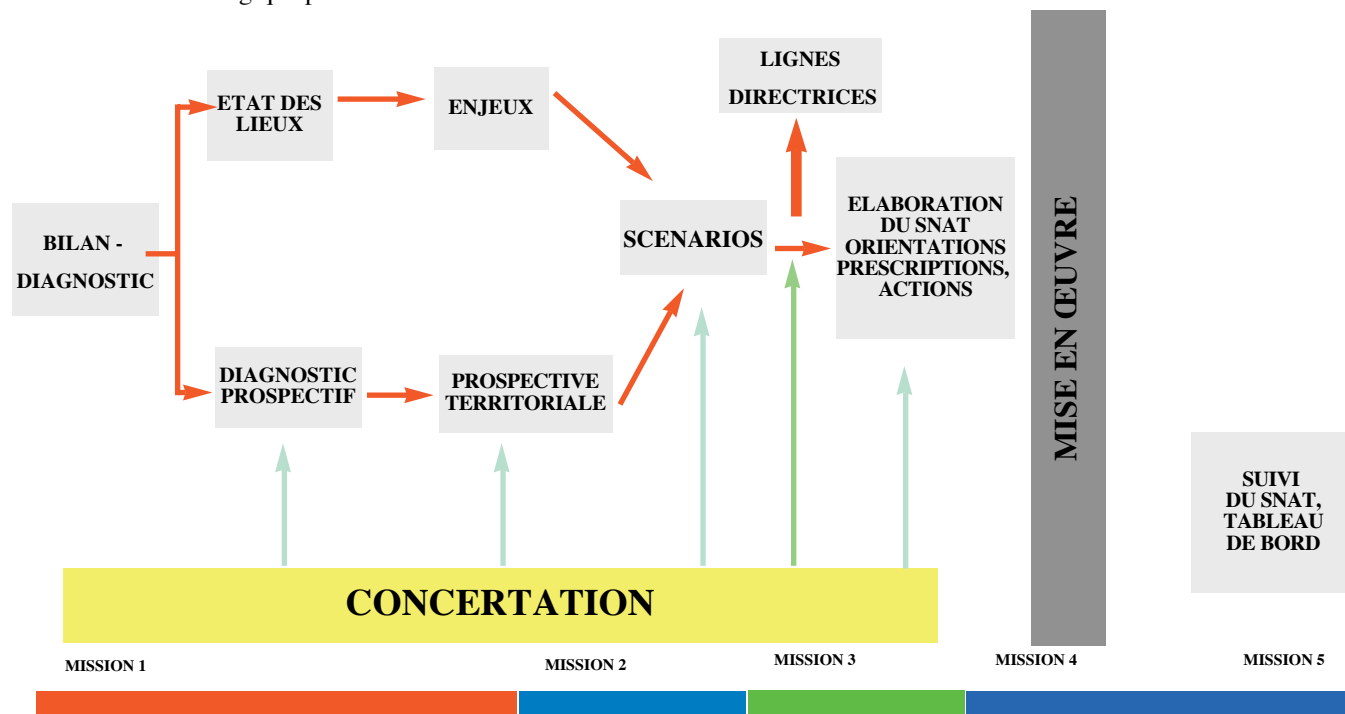 LIGNES
DIRECTRICES
ETAT DES
LIEUX
ENJEUX
BILAN -
DIAGNOSTIC
SCENARIOS
ELABORATION
DU SNAT
ORIENTATIONS
PRESCRIPTIONS,
ACTIONS
MISE EN ŒUVRE
DIAGNOSTIC
PROSPECTIF
PROSPECTIVE
TERRITORIALE
SUIVI
DU SNAT,
TABLEAU
DE BORD
CONCERTATION
MISSION 1
MISSION 2
MISSION 3
MISSION 4
MISSION 5